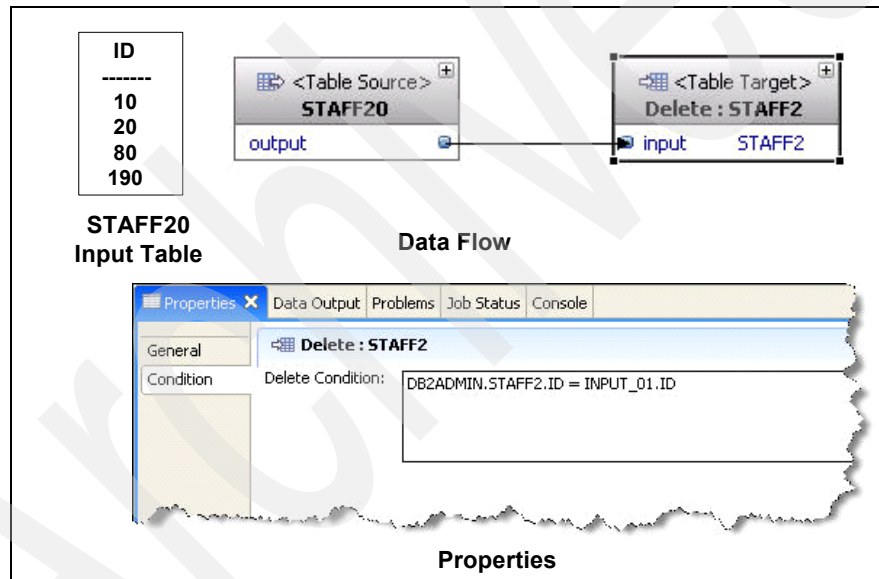 ID
-------
10
20
80
190
STAFF20
Input Table
<Table Source>
STAFF20
output
<Table Target>
Delete : STAFF2
input STAFF2
Data Flow
Properties Data Output Problems Job Status Console
General
Condition
Delete : STAFF2
Delete Condition:
DB2ADMIN.STAFF2.ID = INPUT_01.ID
Properties